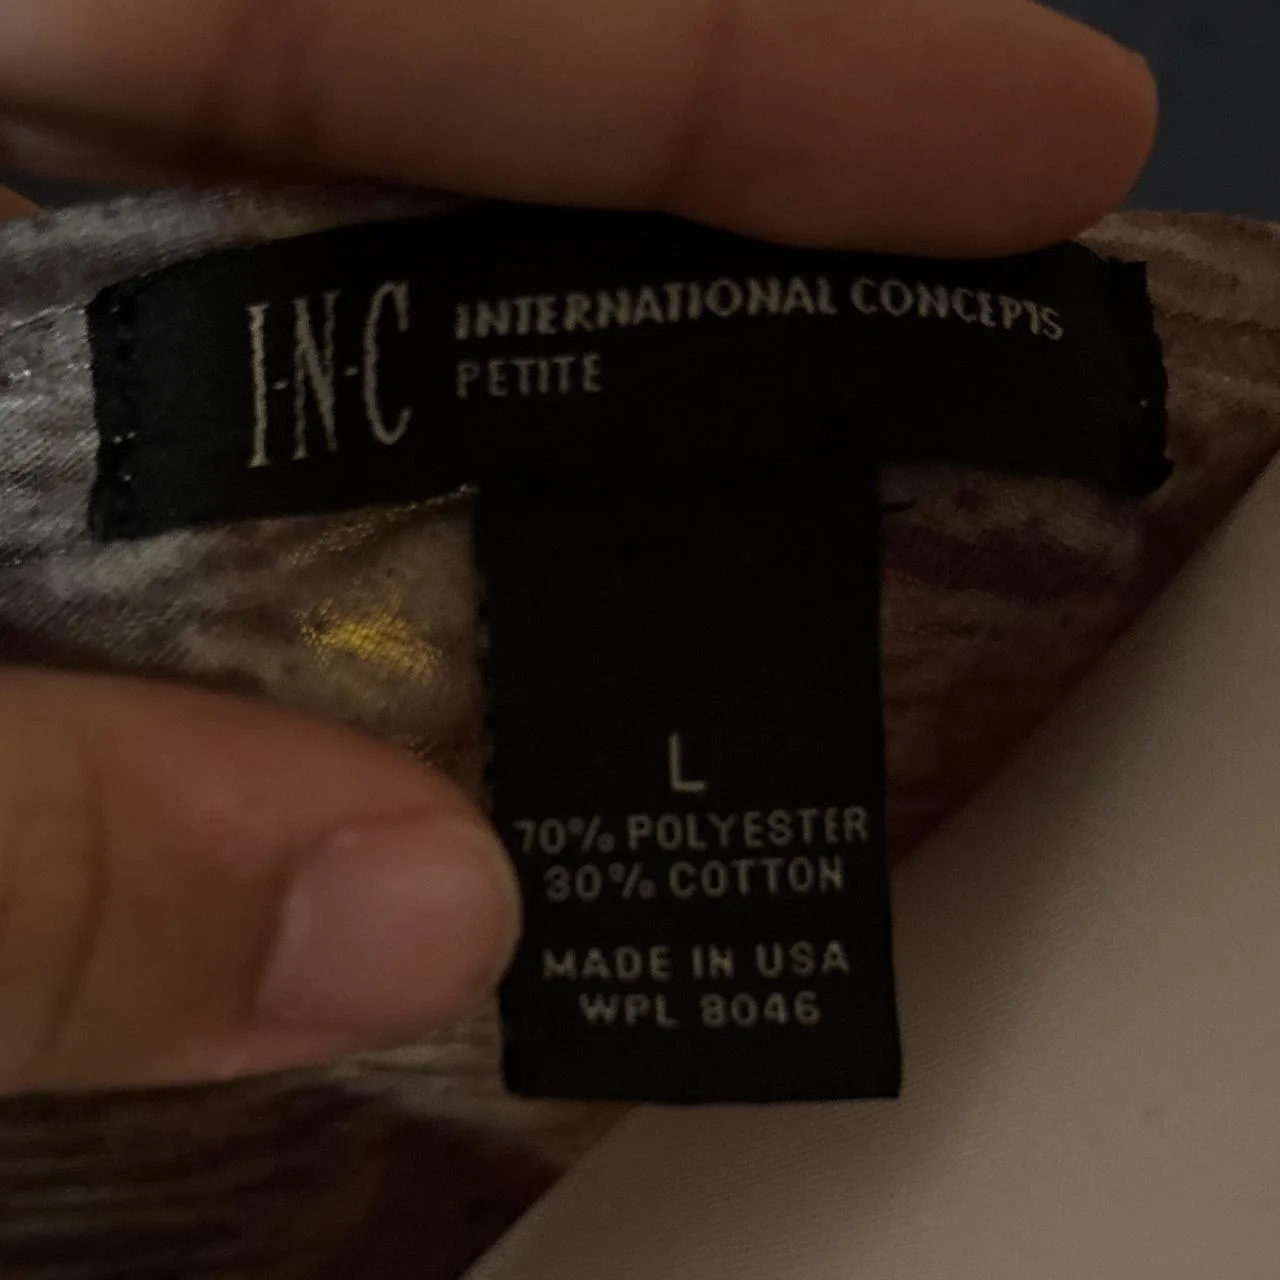 I-N-C INTERNATIONAL CONCEPTS
PETITE
L
70% POLYESTER
30% COTTON
MADE IN USA
WPL 8046